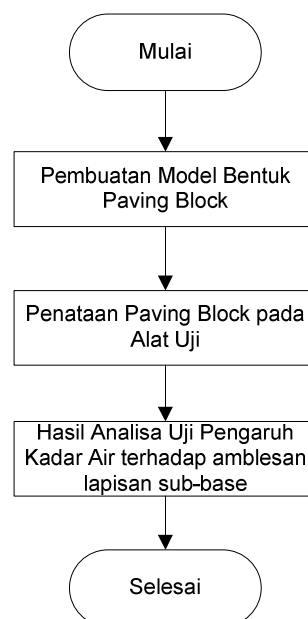 Mulai
Pembuatan Model Bentuk
Paving Block
Penataan Paving Block pada
Alat Uji
Hasil Analisa Uji Pengaruh
Kadar Air terhadap amblesan
lapisan sub-base
Selesai